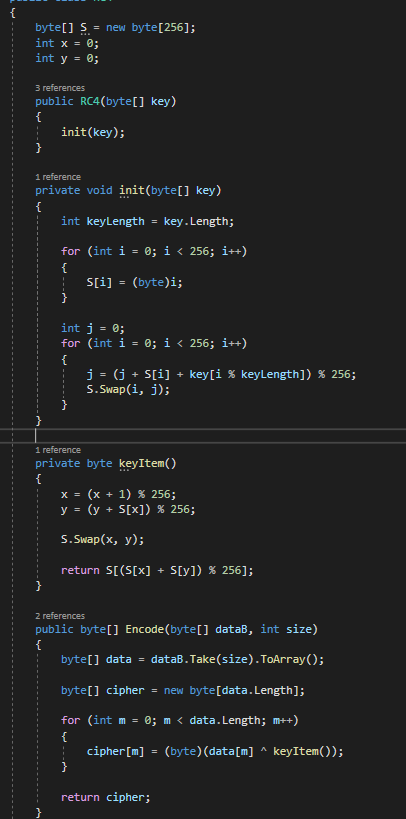 {
byte[] S = new byte[256];
int x = 0;
int y = 0;
3 references
public RC4(byte[] key)
{
init(key);
}
1 reference
private void init(byte[] key)
{
int keyLength = key.Length;
for (int i = 0; i < 256; i++)
{
S[i] = (byte)i;
}
int j = 0;
for (int i = 0; i < 256; i++)
{
j = (j + S[i] + key[i % keyLength]) % 256;
S.Swap(i, j);
}
}
1 reference
private byte keyItem()
{
x = (x + 1) % 256;
y = (y + S[x]) % 256;
S.Swap(x, y);
return S[(S[x] + S[y]) % 256];
}
2 references
public byte[] Encode(byte[] dataB, int size)
{
byte[] data = dataB.Take(size).ToArray();
byte[] cipher = new byte[data.Length];
for (int m = 0; m < data.Length; m++)
{
cipher[m] = (byte)(data[m] ^ keyItem());
}
return cipher;
}